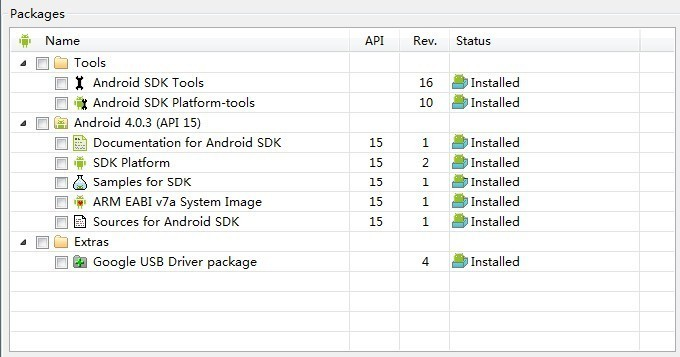 Packages
Name API Rev. Status
Tools
Android SDK Tools 16 Installed
Android SDK Platform-tools 10 Installed
Android 4.0.3 (API 15)
Documentation for Android SDK 15 1 Installed
SDK Platform 15 2 Installed
Samples for SDK 15 1 Installed
ARM EABI v7a System Image 15 1 Installed
Sources for Android SDK 15 1 Installed
Extras
Google USB Driver package 4 Installed